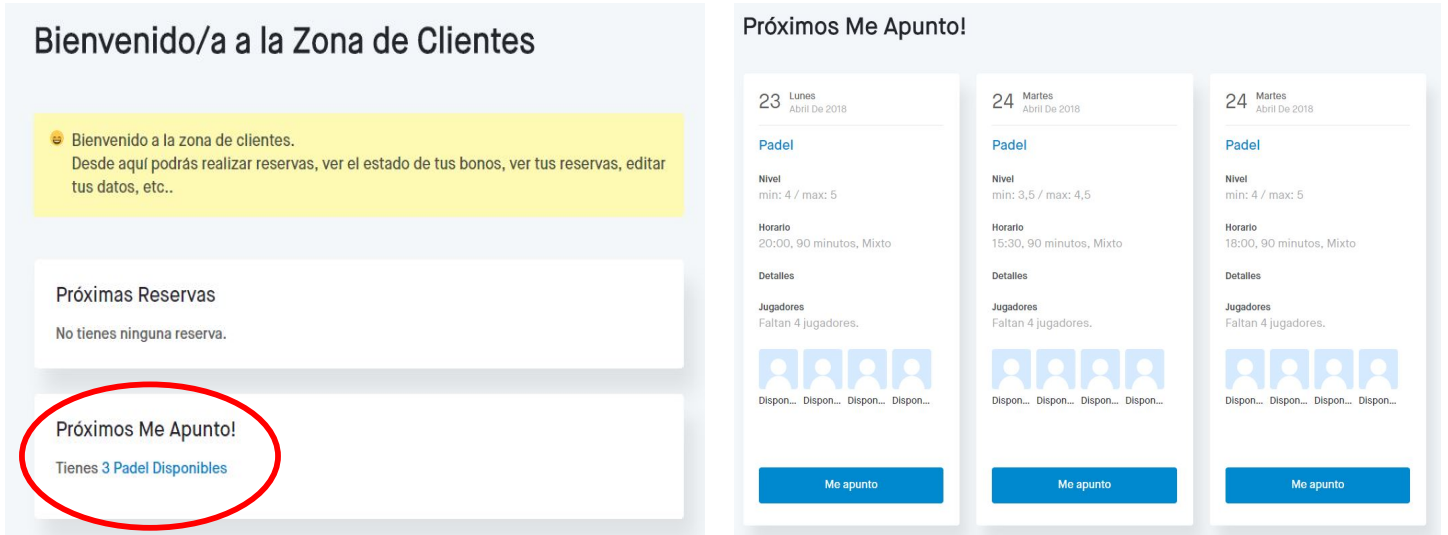 Bienvenido/a a la Zona de Clientes
Bienvenido a la zona de clientes.
Desde aquí podrás realizar reservas, ver el estado de tus bonos, ver tus reservas, editar
tus datos, etc..
Próximas Reservas
No tienes ninguna reserva.
Próximos Me Apunto!
Tienes 3 Padel Disponibles
Próximos Me Apunto!
23 Lunes
Abril De 2018
Padel
Nivel
min: 4 / max: 5
Horario
20:00, 90 minutos, Mixto
Detalles
Jugadores
Faltan 4 jugadores.
Dispon... Dispon... Dispon... Dispon...
Me apunto
24 Martes
Abril De 2018
Padel
Nivel
min: 3,5 / max: 4,5
Horario
15:30, 90 minutos, Mixto
Detalles
Jugadores
Faltan 4 jugadores.
Dispon... Dispon... Dispon... Dispon...
Me apunto
24 Martes
Abril De 2018
Padel
Nivel
min: 4 / max: 5
Horario
18:00, 90 minutos, Mixto
Detalles
Jugadores
Faltan 4 jugadores.
Dispon... Dispon... Dispon... Dispon...
Me apunto